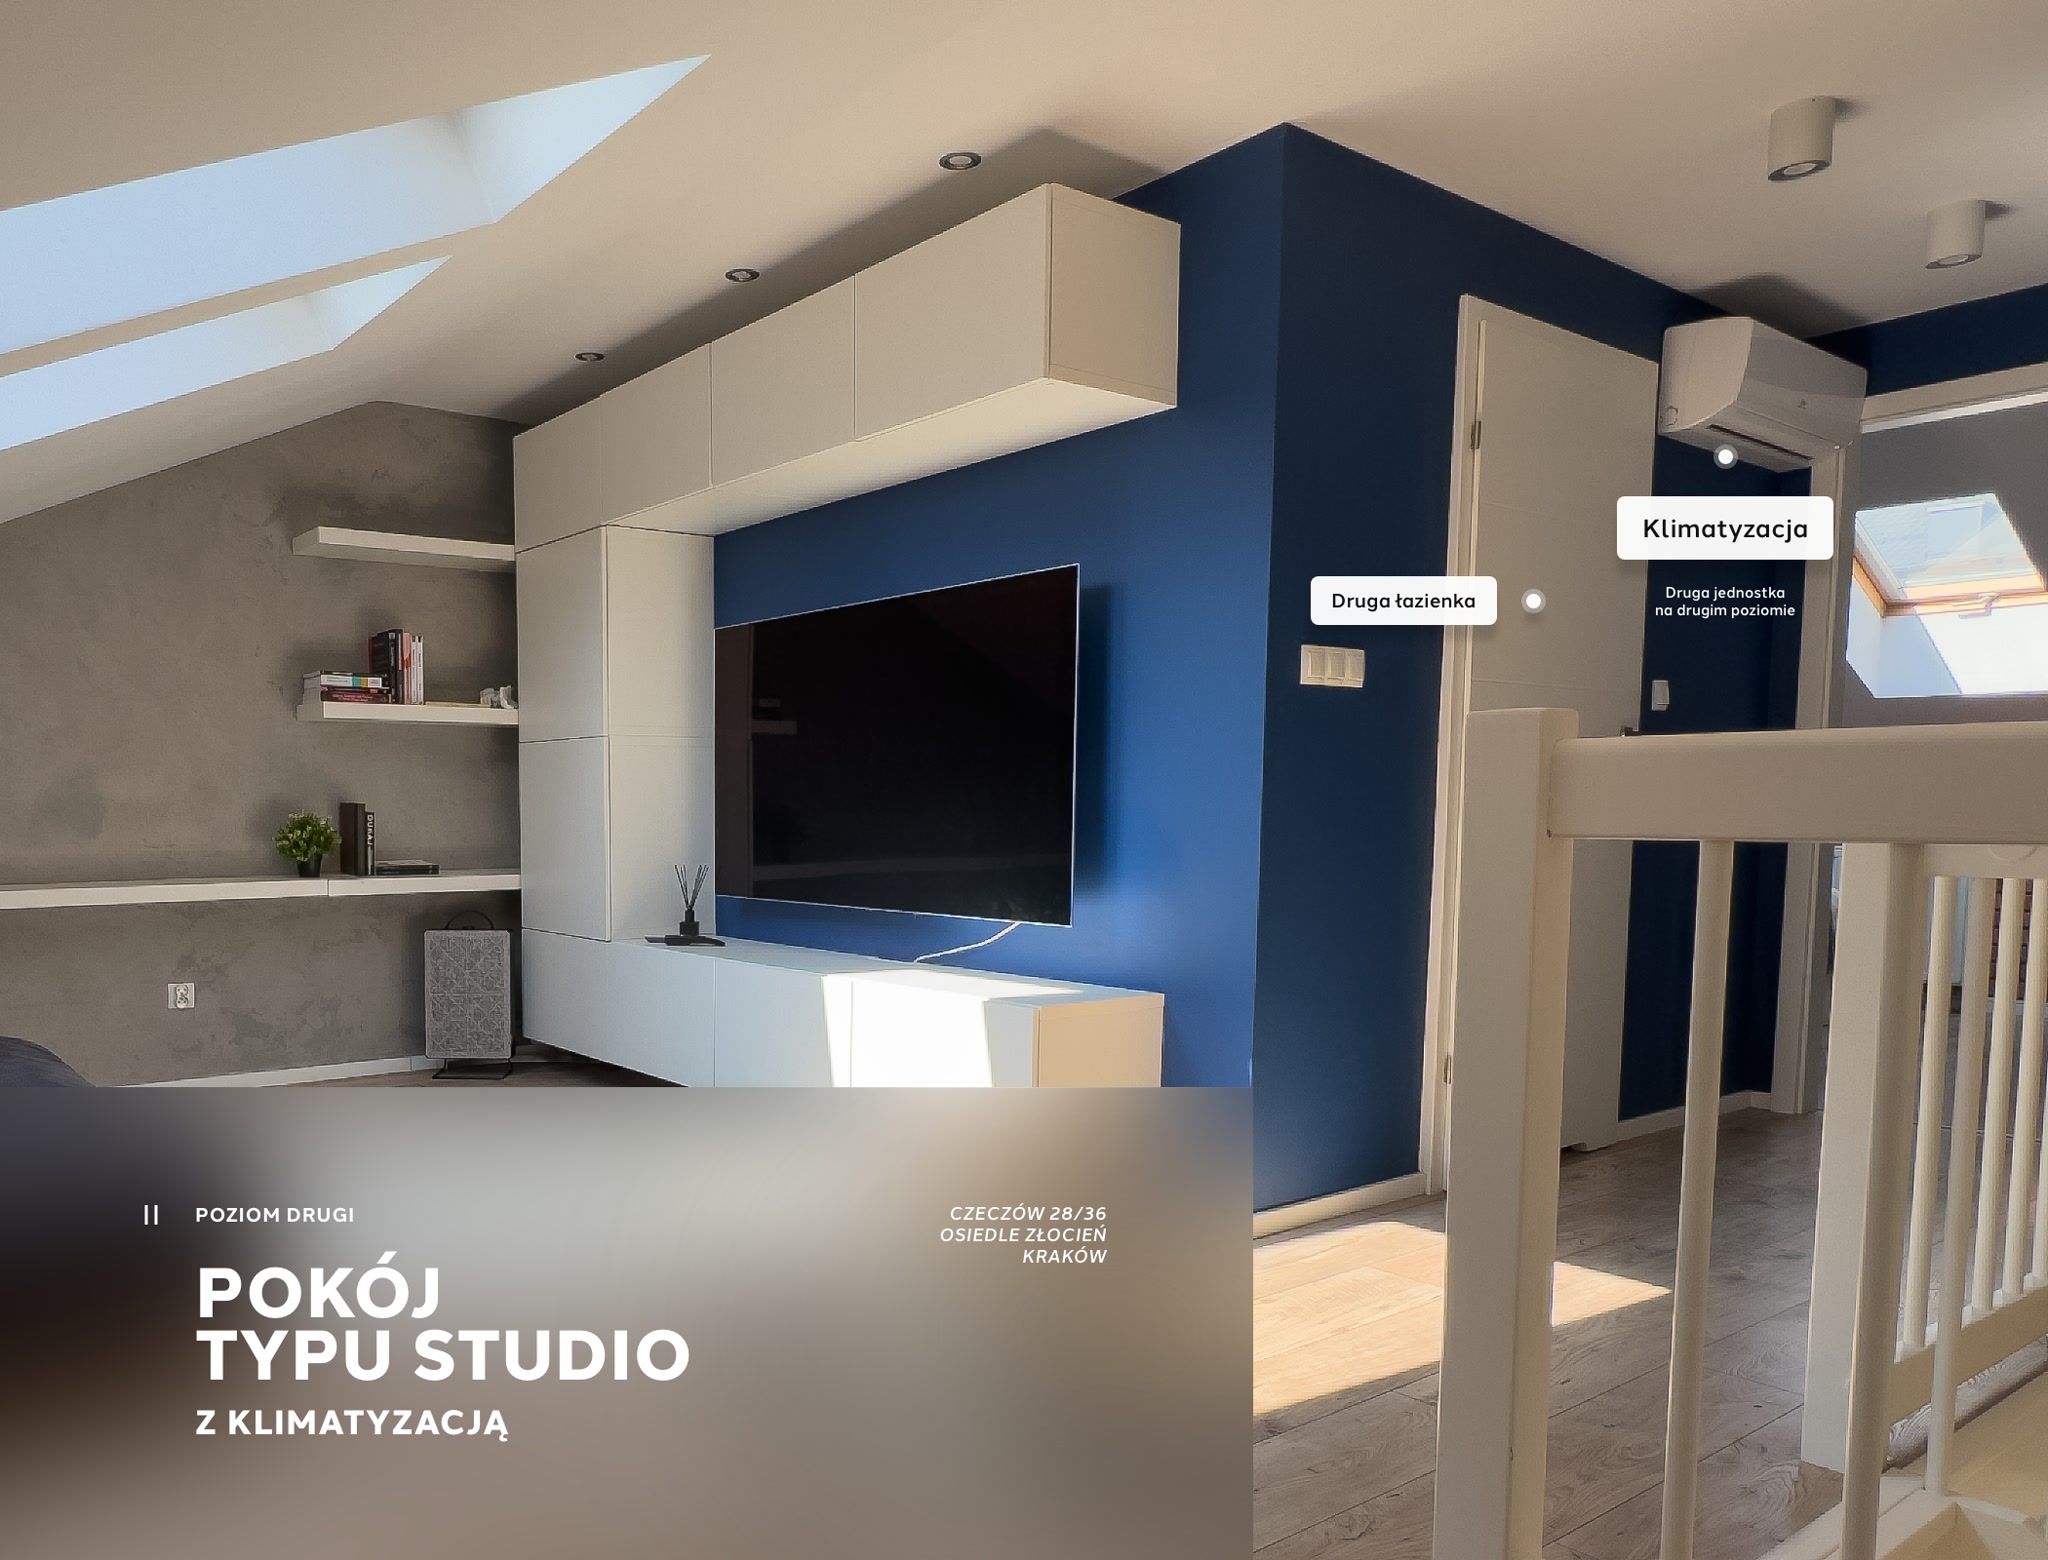 Klimatyzacja
Druga jednostka
na drugim poziomie
Druga łazienka
|| POZIOM DRUGI
POKÓJ
TYPU STUDIO
Z KLIMATYZACJĄ
CZECZÓW 28/36
OSIEDLE ZŁOCIEŃ
KRAKÓW